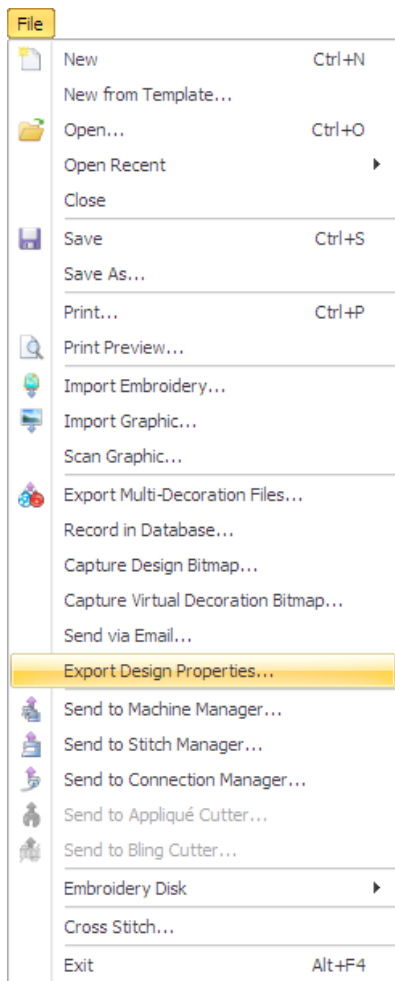 File
New Ctrl+N
New from Template...
Open... Ctrl+O
Open Recent
Close
Save Ctrl+S
Save As...
Print... Ctrl+P
Print Preview...
Import Embroidery...
Import Graphic...
Scan Graphic...
Export Multi-Decoration Files...
Record in Database...
Capture Design Bitmap...
Capture Virtual Decoration Bitmap...
Send via Email...
Export Design Properties...
Send to Machine Manager...
Send to Stitch Manager...
Send to Connection Manager...
Send to Appliqué Cutter...
Send to Bling Cutter...
Embroidery Disk
Cross Stitch...
Exit Alt+F4